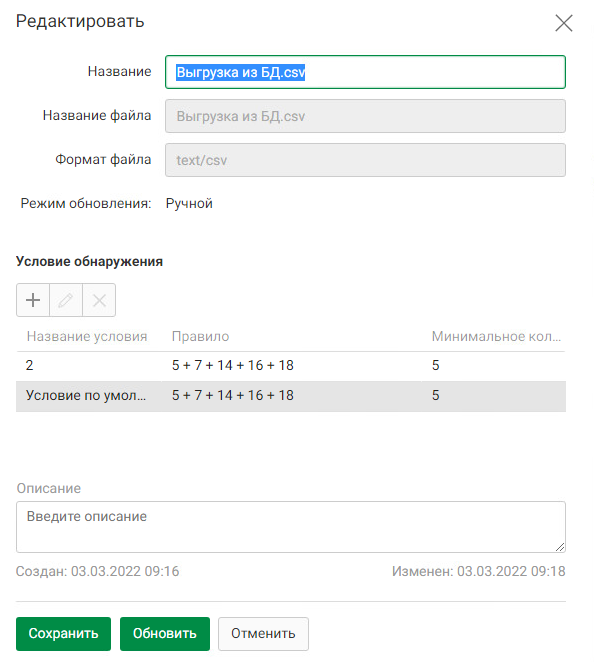 Редактировать
Название Выгрузка из БД.csv
Название файла Выгрузка из БД.csv
Формат файла text/csv
Режим обновления: Ручной
Условие обнаружения
Название условия Правило Минимальное кол...
2 5 + 7 + 14 + 16 + 18 5
Условие по умол... 5 + 7 + 14 + 16 + 18 5
Описание
Введите описание
Создан: 03.03.2022 09:16 Изменен: 03.03.2022 09:18
Сохранить Обновить Отменить